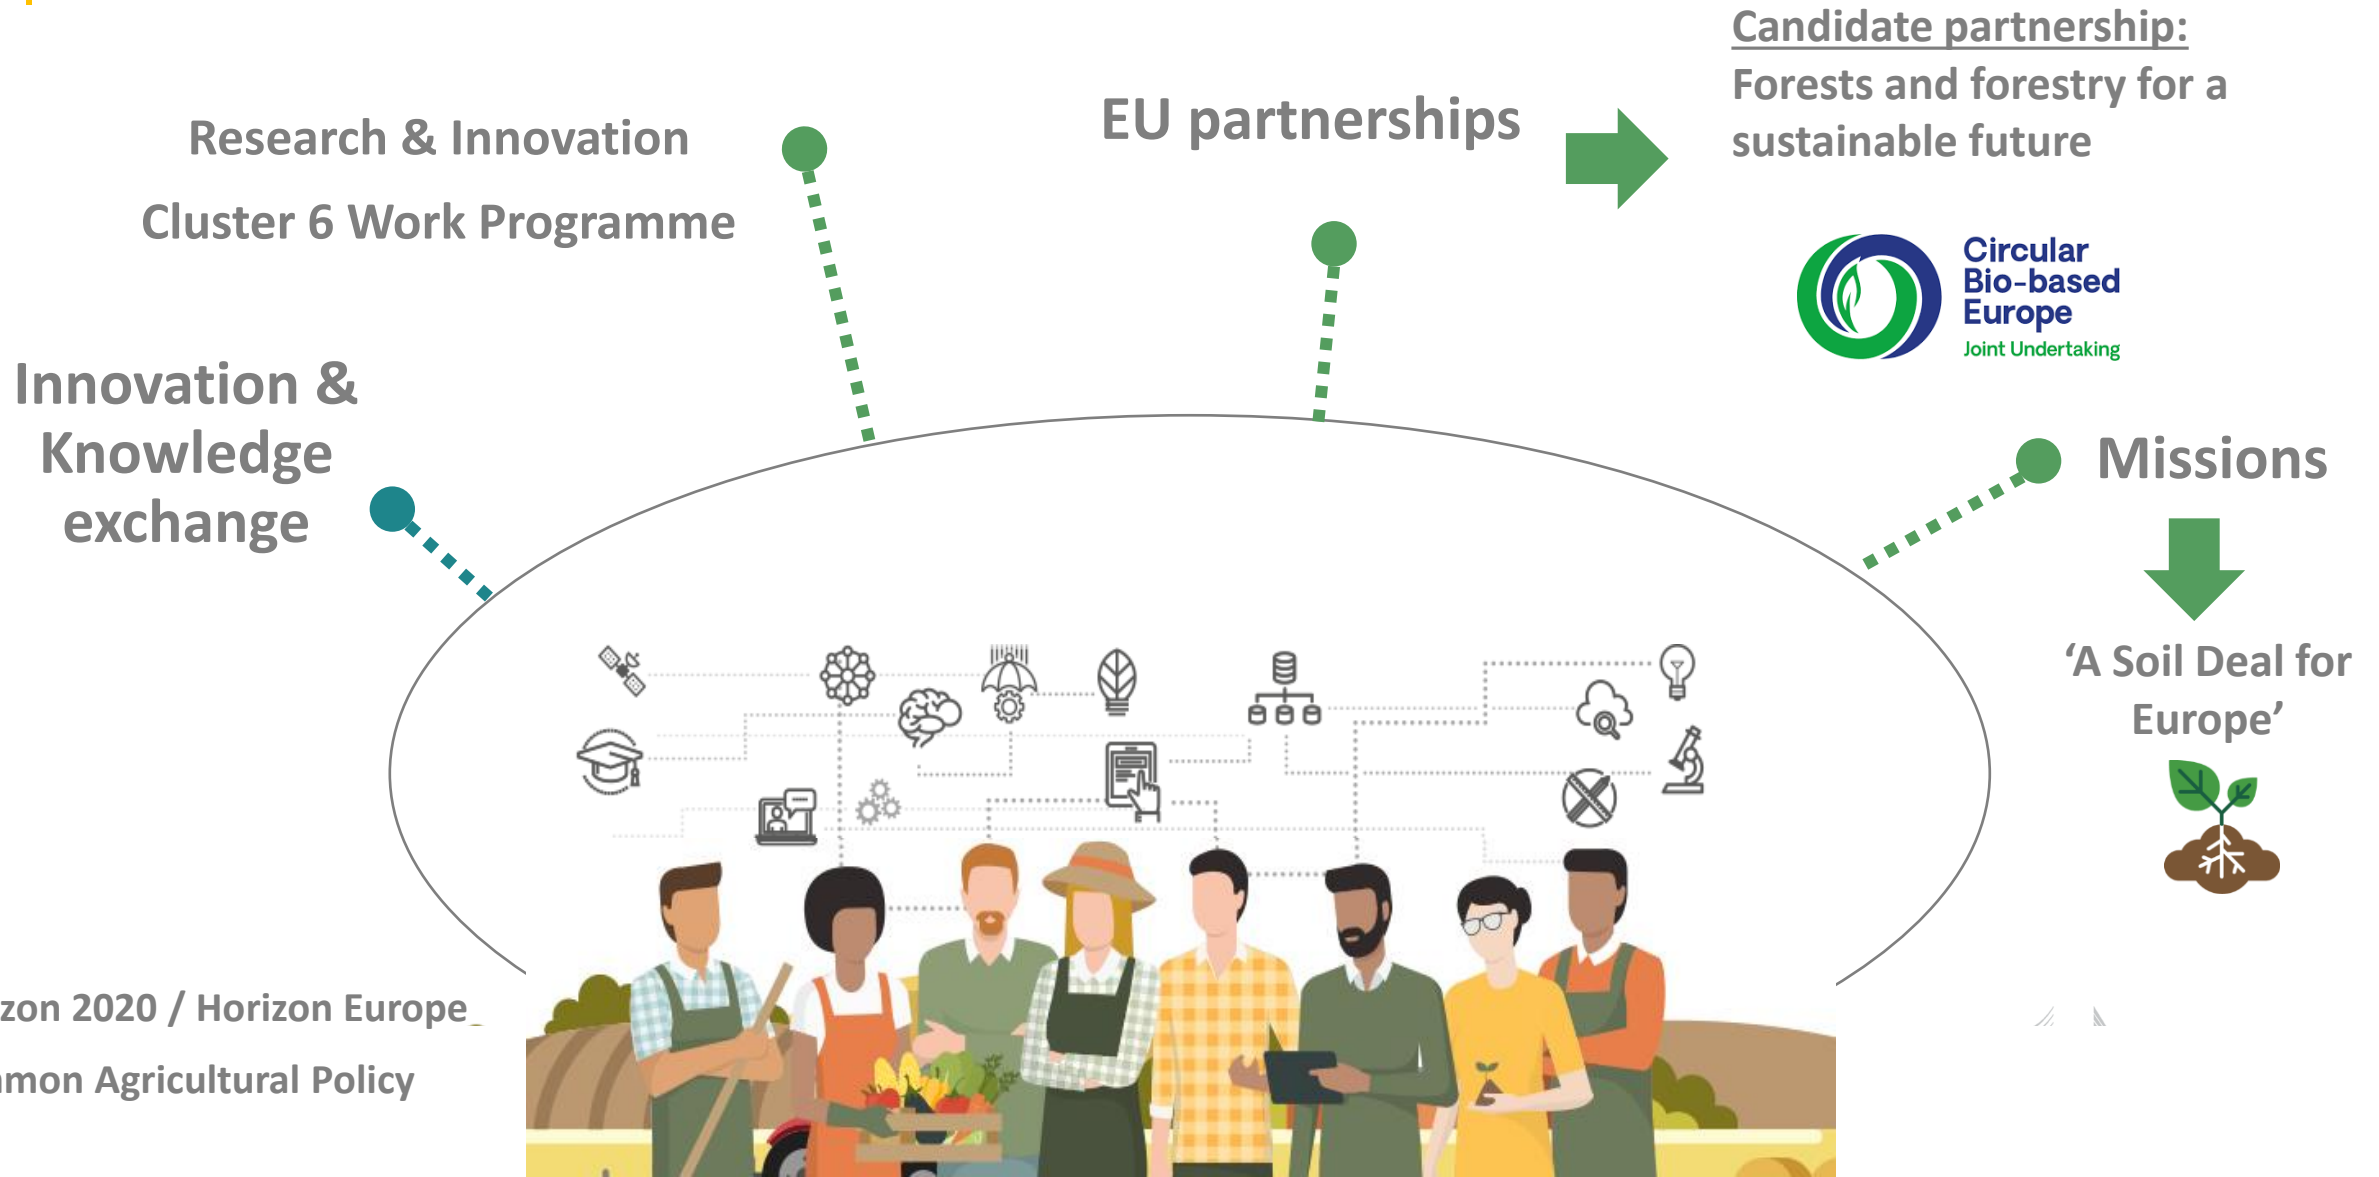 Candidate partnership:
Forests and forestry for a
sustainable future
EU partnerships
Research & Innovation
Cluster 6 Work Programme
Circular
Bio-based
Europe
Joint Undertaking
Innovation &
Knowledge
exchange
Missions
‘A Soil Deal for
Europe’
zon 2020 / Horizon Europe
mon Agricultural Policy